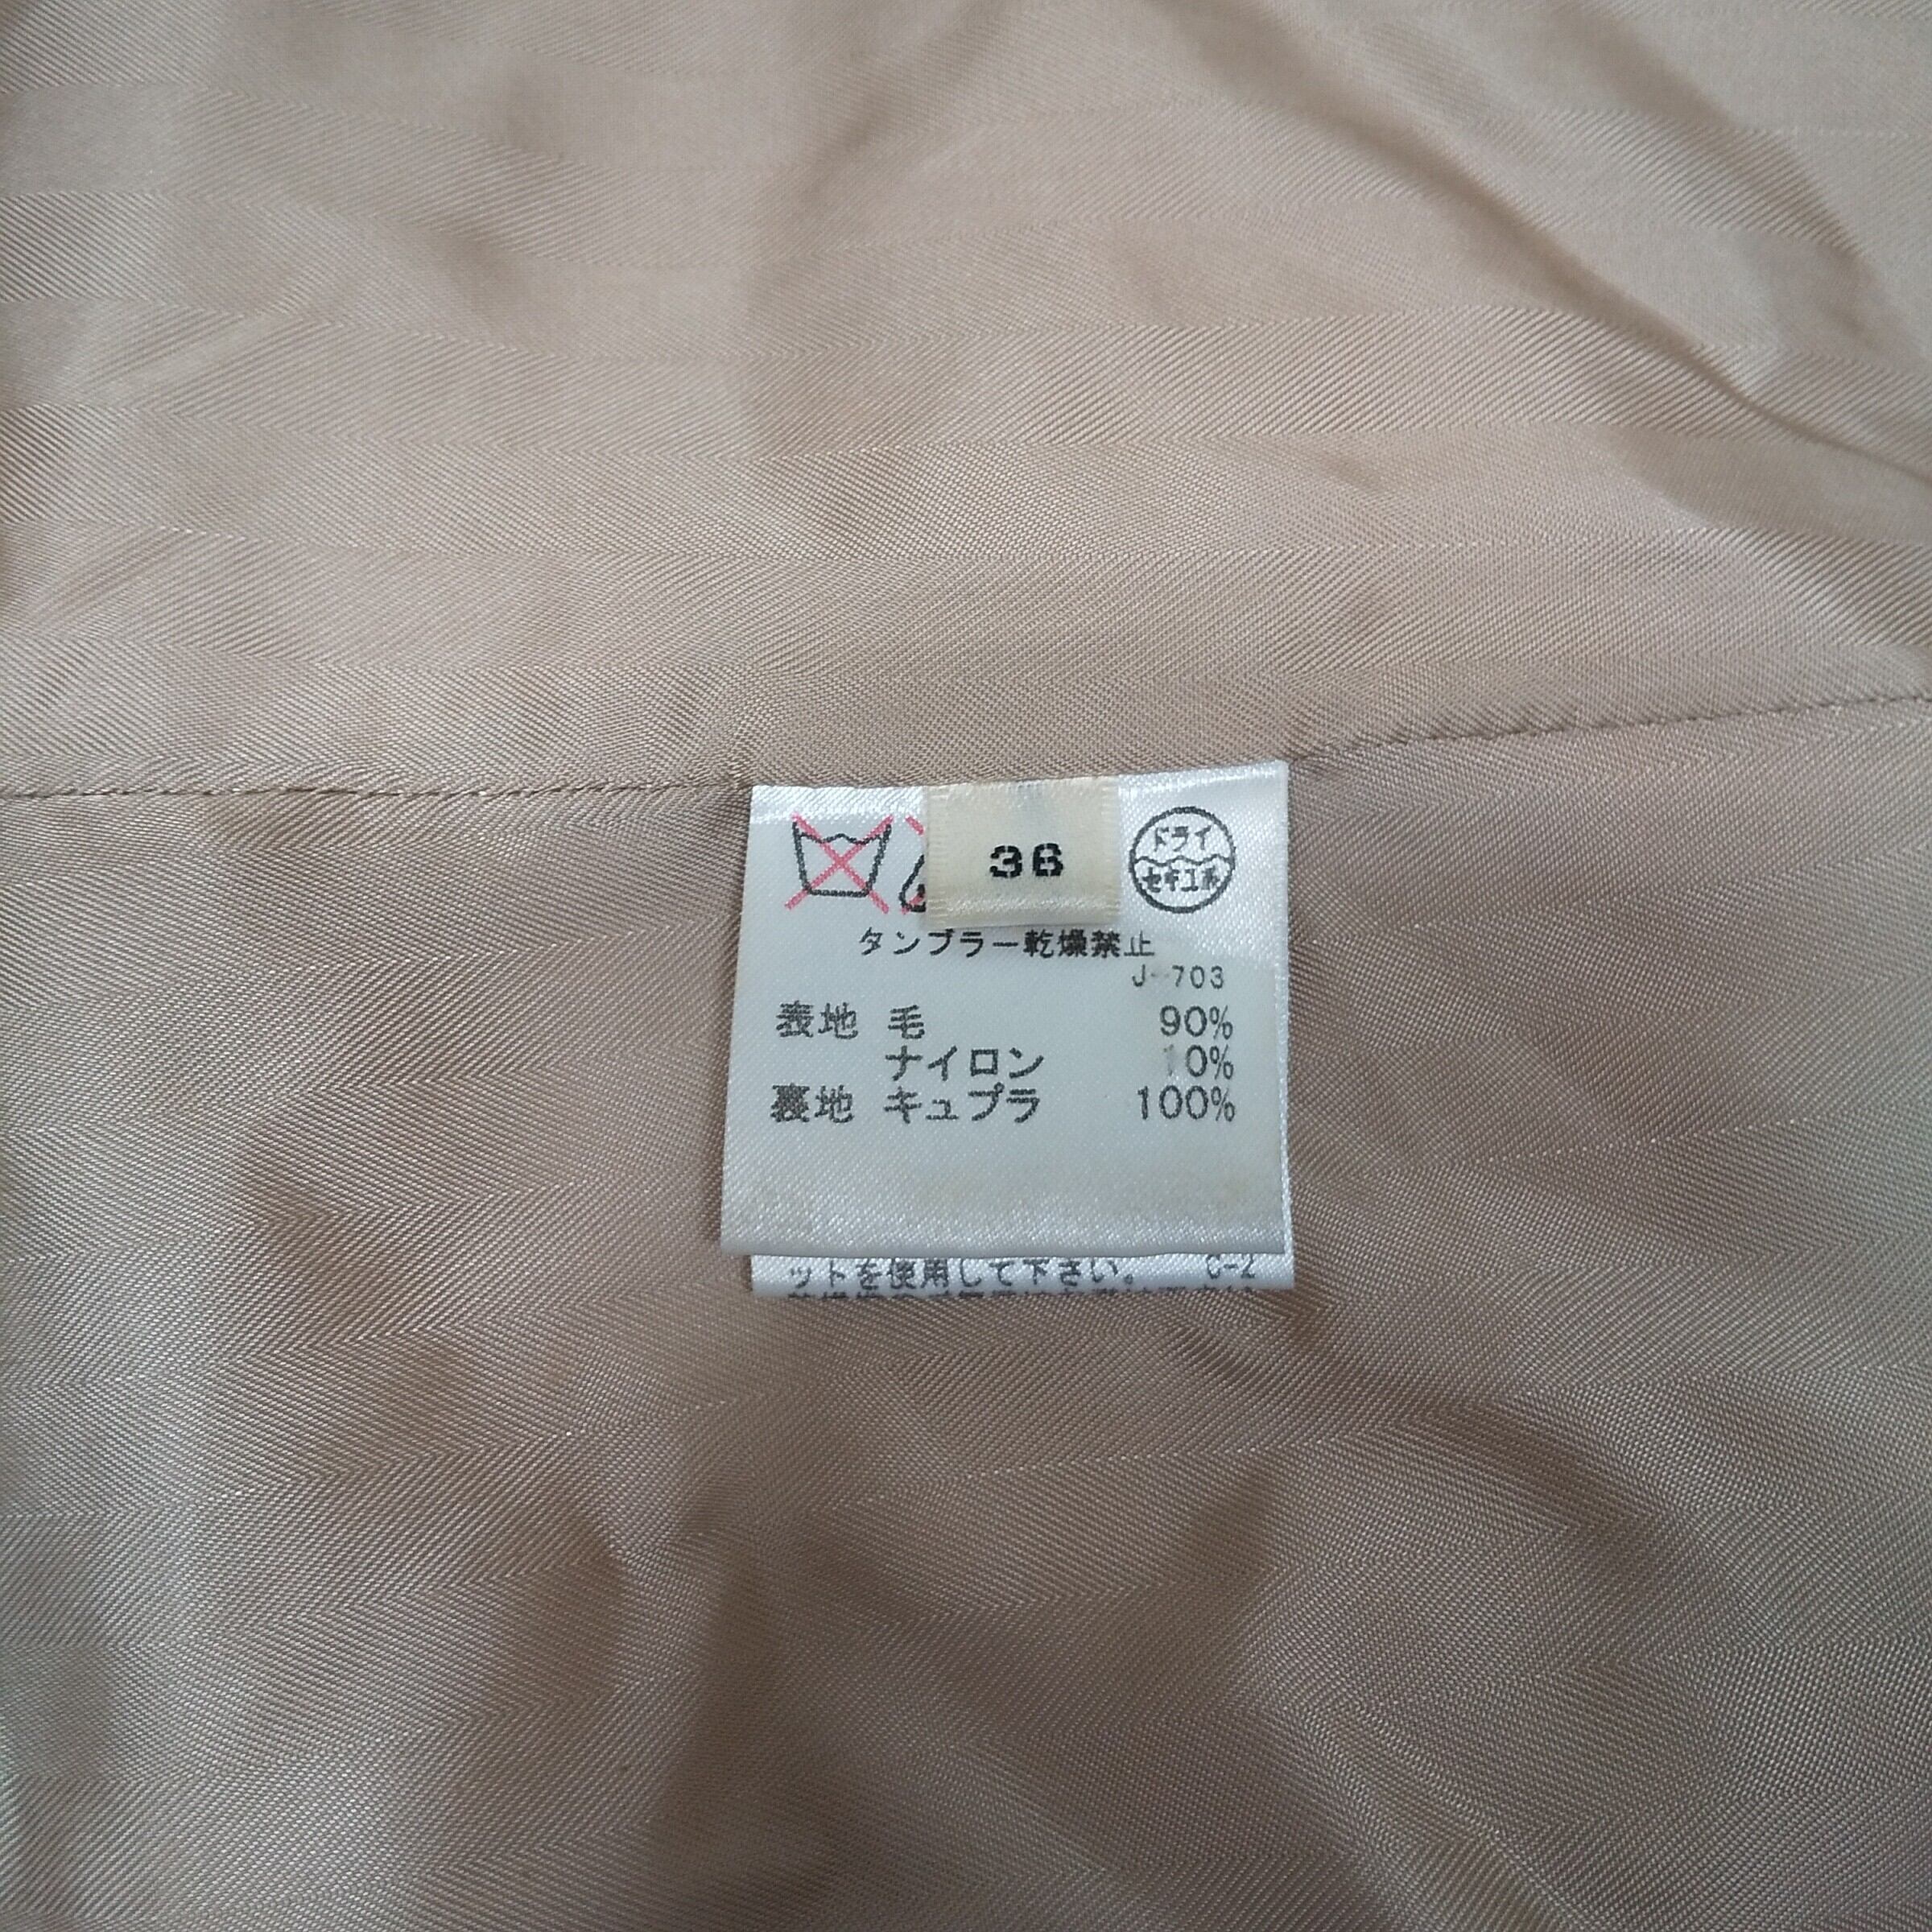 36
ドライ
セキユ系
タンブラー乾燥禁止
J-703
表地 毛 90%
ナイロン 10%
裏地 キュプラ 100%
ットを使用して下さい。 C-2